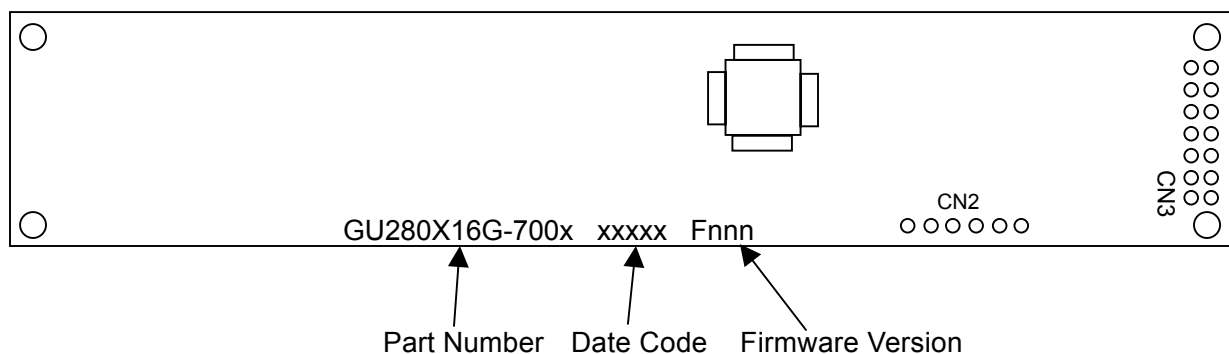 CN2
CN3
GU280X16G-700x xxxxx Fnnn
Part Number Date Code Firmware Version